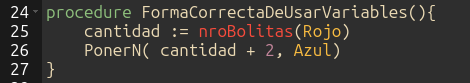 24 procedure FormaCorrectaDeUsarVariables(){
25     cantidad := nroBolitas(Rojo)
26     PonerN( cantidad + 2, Azul)
27 }